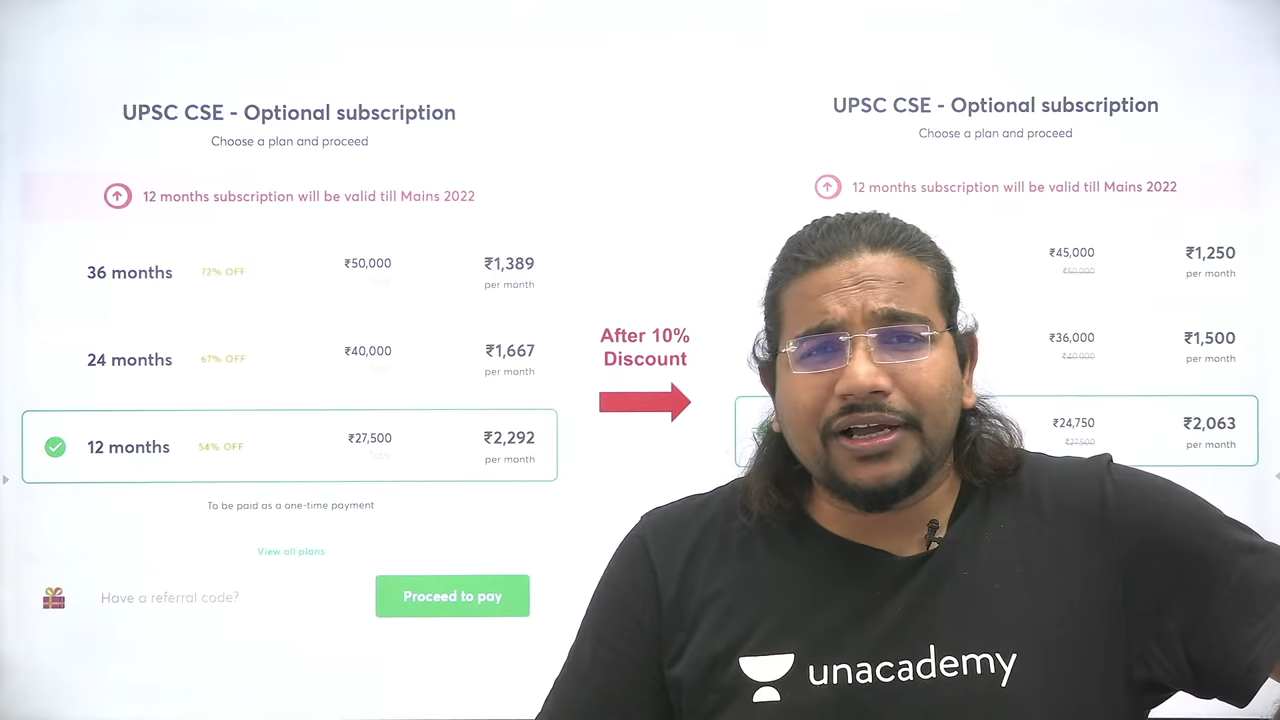 UPSC CSE - Optional subscription
Choose a plan and proceed
12 months subscription will be valid till Mains 2022
36 months 72% OFF ₹50,000 ₹1,389
per month
24 months 67% OFF ₹40,000 ₹1,667
per month
12 months 54% OFF ₹27,500 ₹2,292
per month
To be paid as a one-time payment
View all plans
Have a referral code? Proceed to pay
After 10%
Discount
UPSC CSE - Optional subscription
Choose a plan and proceed
12 months subscription will be valid till Mains 2022
₹45,000 ₹1,250
₹50,000 per month
₹36,000 ₹1,500
₹40,000 per month
₹24,750 ₹2,063
₹27,500 per month
unacademy